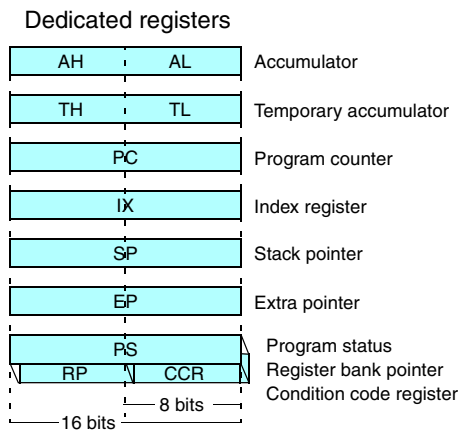 Dedicated registers
AH AL Accumulator
TH TL Temporary accumulator
PC Program counter
IX Index register
SP Stack pointer
EP Extra pointer
PS Program status
RP CCR Register bank pointer
Condition code register
8 bits
16 bits